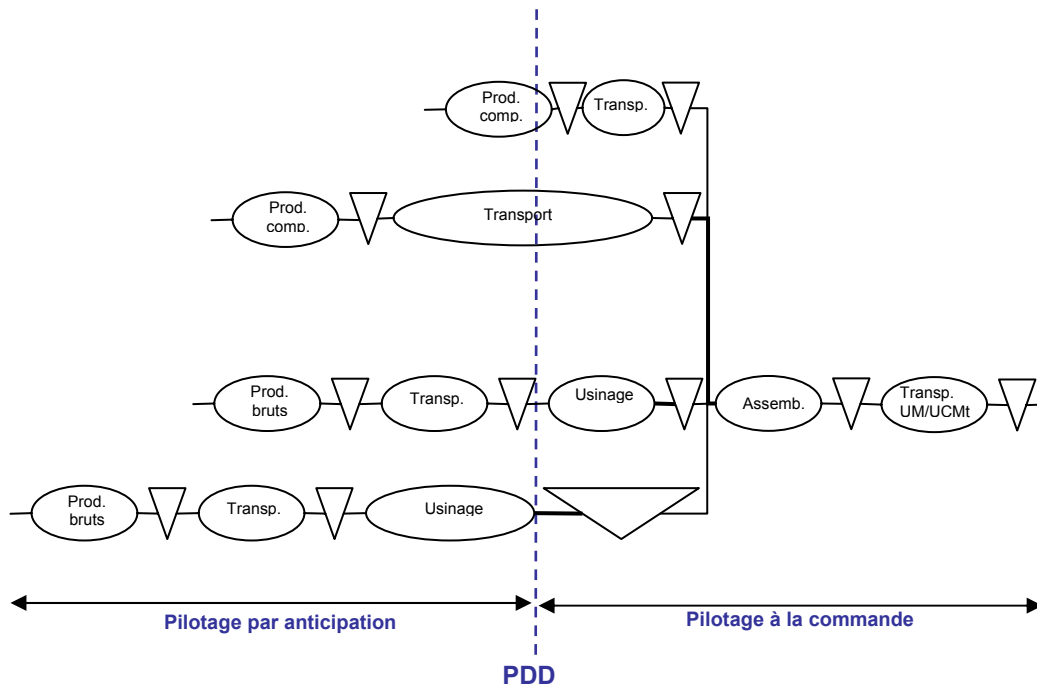 Prod.
comp.
Transp.
Prod.
comp.
Transport
Prod.
bruts
Transp.
Usinage
Assemb.
Transp.
UM/UCMt
Prod.
bruts
Transp.
Usinage
Pilotage par anticipation
Pilotage à la commande
PDD